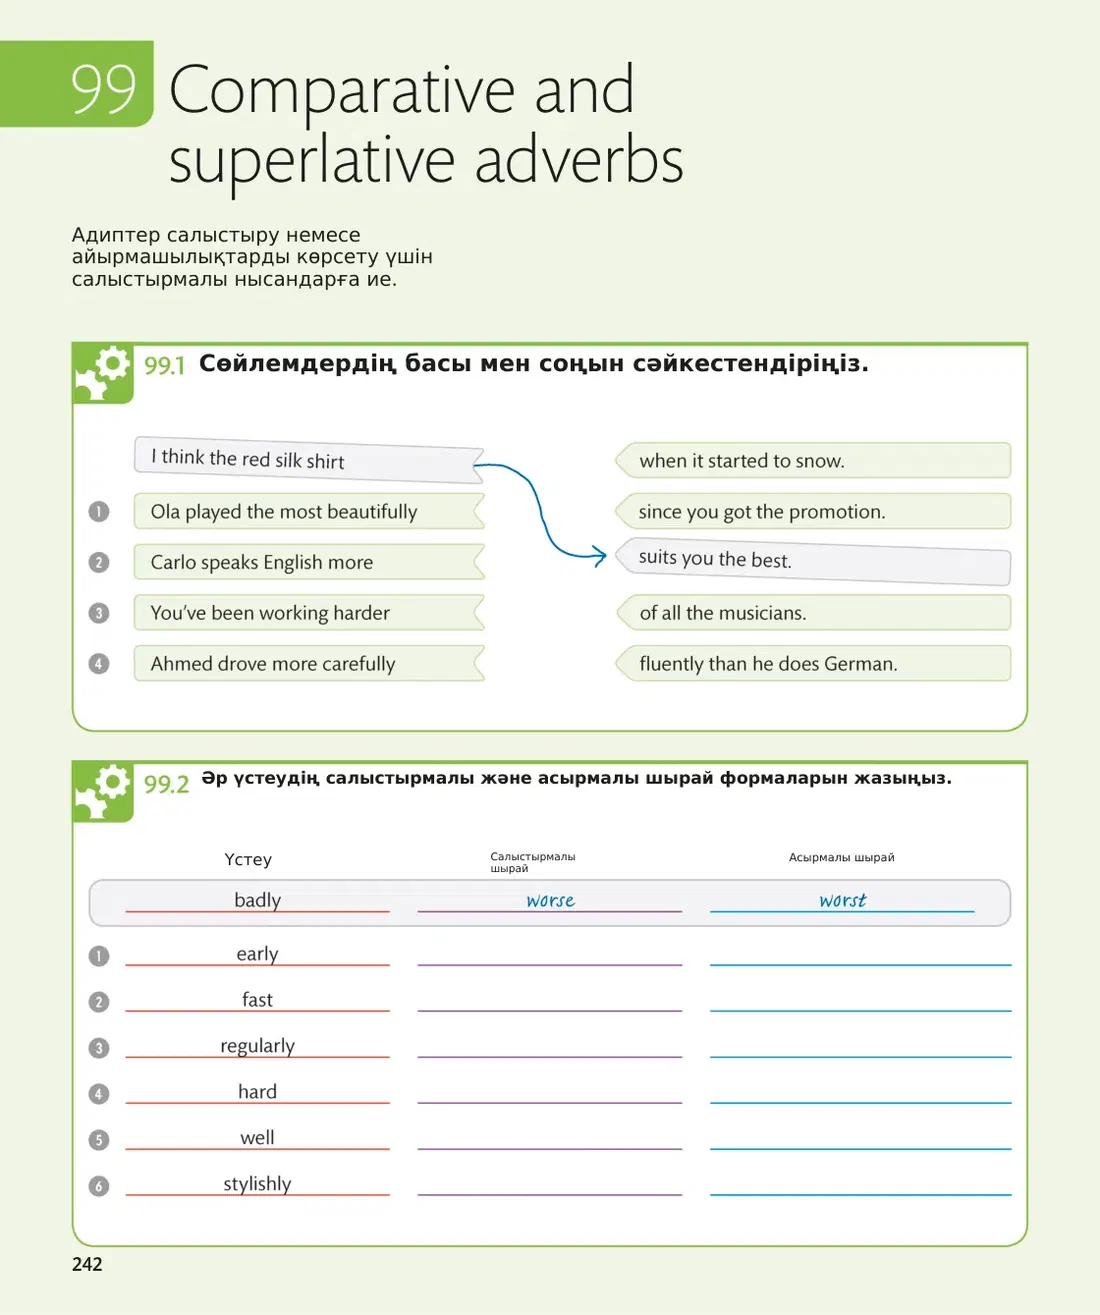 99
Comparative and
superlative adverbs
Адиптер салыстыру немесе
айырмашылықтарды көрсету үшін
салыстырмалы нысандарға ие.
99.1 Сөйлемдердің басы мен соңын сәйкестендіріңіз.
I think the red silk shirt
when it started to snow.
1 Ola played the most beautifully
since you got the promotion.
2 Carlo speaks English more
suits you the best.
3 You’ve been working harder
of all the musicians.
4 Ahmed drove more carefully
fluently than he does German.
99.2 Әр үстеудің салыстырмалы және асырмалы шырай формаларын жазыңыз.
Үстеу
Салыстырмалы
шырай
Асырмалы шырай
badly worse worst
1 early
2 fast
3 regularly
4 hard
5 well
6 stylishly
242